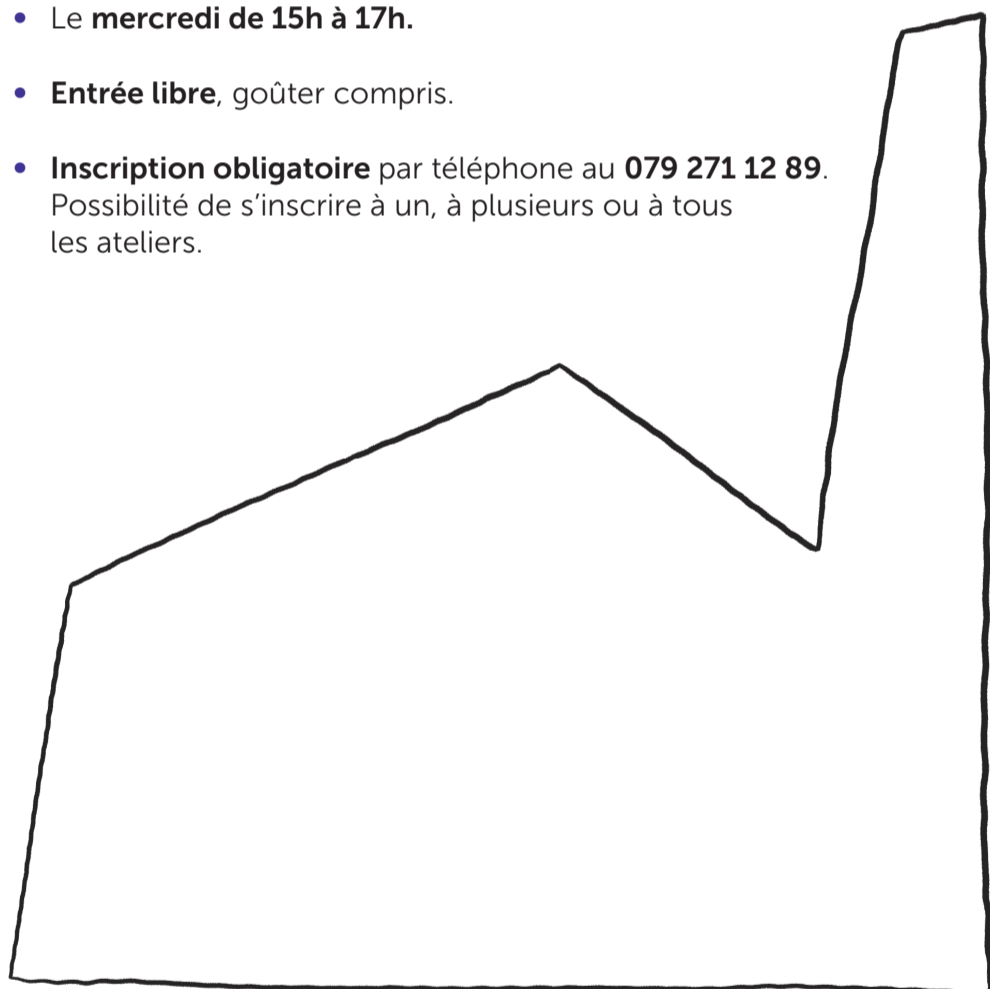 • Le mercredi de 15h à 17h.
• Entrée libre, goûter compris.
• Inscription obligatoire par téléphone au 079 271 12 89.
Possibilité de s’inscrire à un, à plusieurs ou à tous
les ateliers.